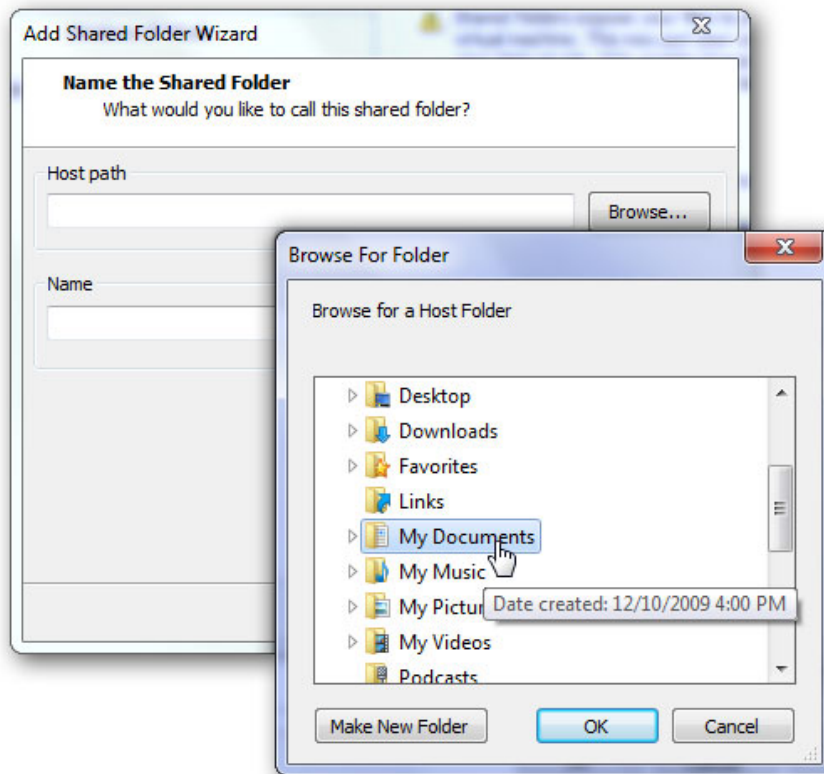 Add Shared Folder Wizard
Name the Shared Folder
What would you like to call this shared folder?
Host path
Browse...
Name
Browse For Folder
Browse for a Host Folder
Desktop
Downloads
Favorites
Links
My Documents
My Music
My Pictur
Date created: 12/10/2009 4:00 PM
My Videos
Podcasts
Make New Folder
OK
Cancel